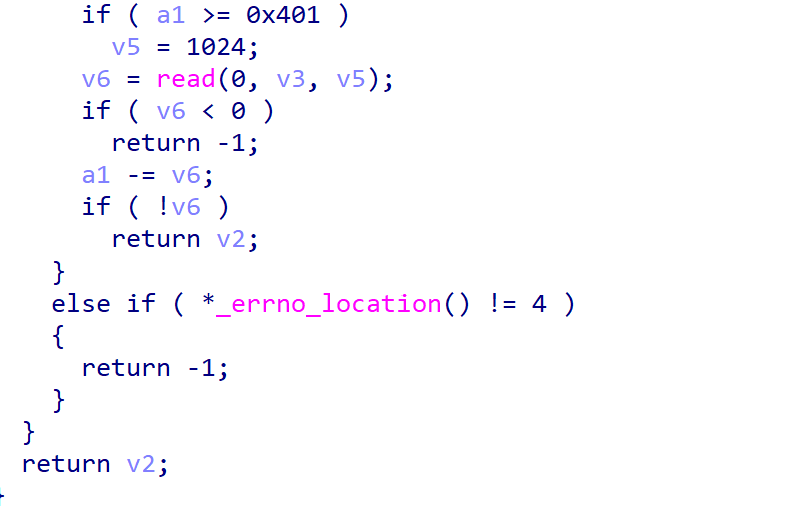 if ( a1 >= 0x401 )
v5 = 1024;
v6 = read(0, v3, v5);
if ( v6 < 0 )
return -1;
a1 -= v6;
if ( !v6 )
return v2;
}
else if ( *_errno_location() != 4 )
{
return -1;
}
}
return v2;
}